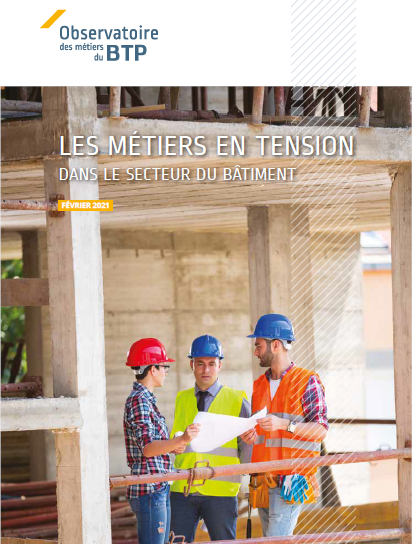 Observatoire
des métiers
du BTP
LES MÉTIERS EN TENSION
DANS LE SECTEUR DU BÂTIMENT
FÉVRIER 2021